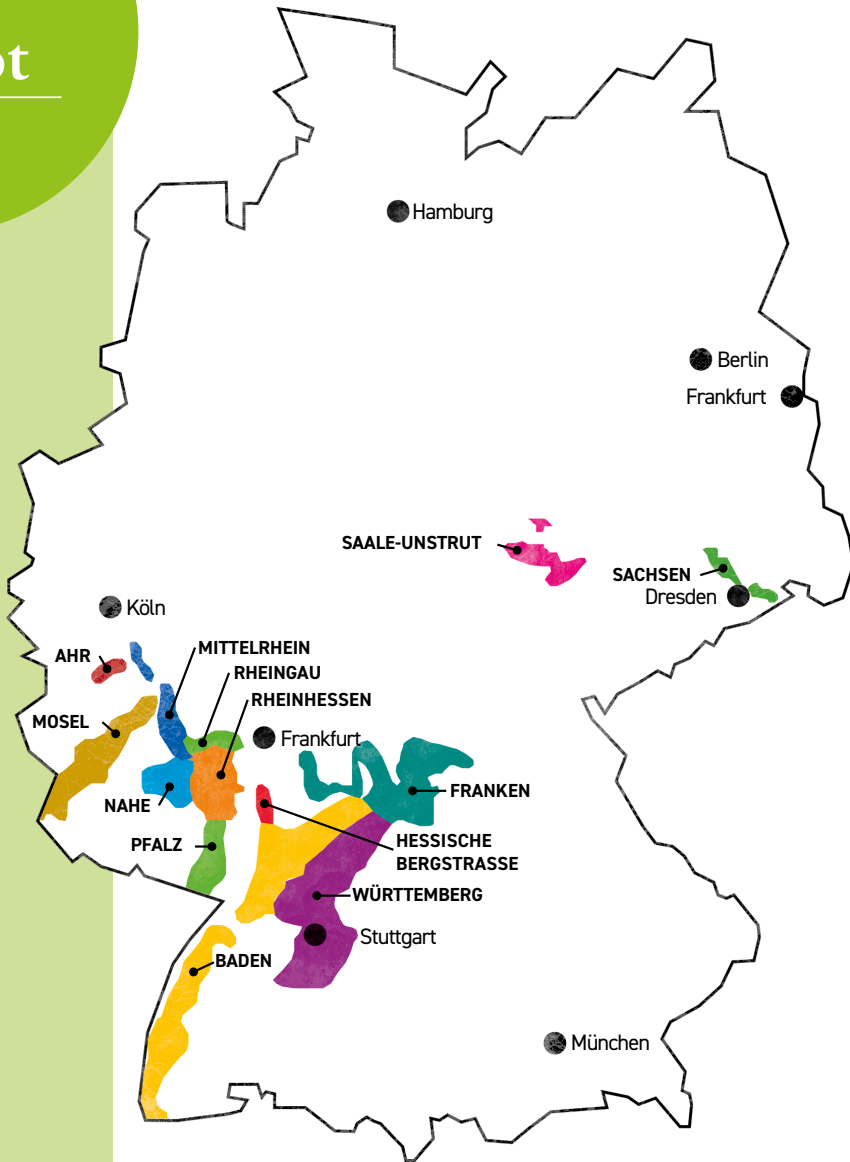 Hamburg
Berlin
Frankfurt
SAALE-UNSTRUT
SACHSEN
Dresden
Köln
AHR
MITTELRHEIN
RHEINGAU
RHEINHESSEN
MOSEL
Frankfurt
NAHE
FRANKEN
PFALZ
HESSISCHE
BERGSTRASSE
WÜRTTEMBERG
Stuttgart
BADEN
München